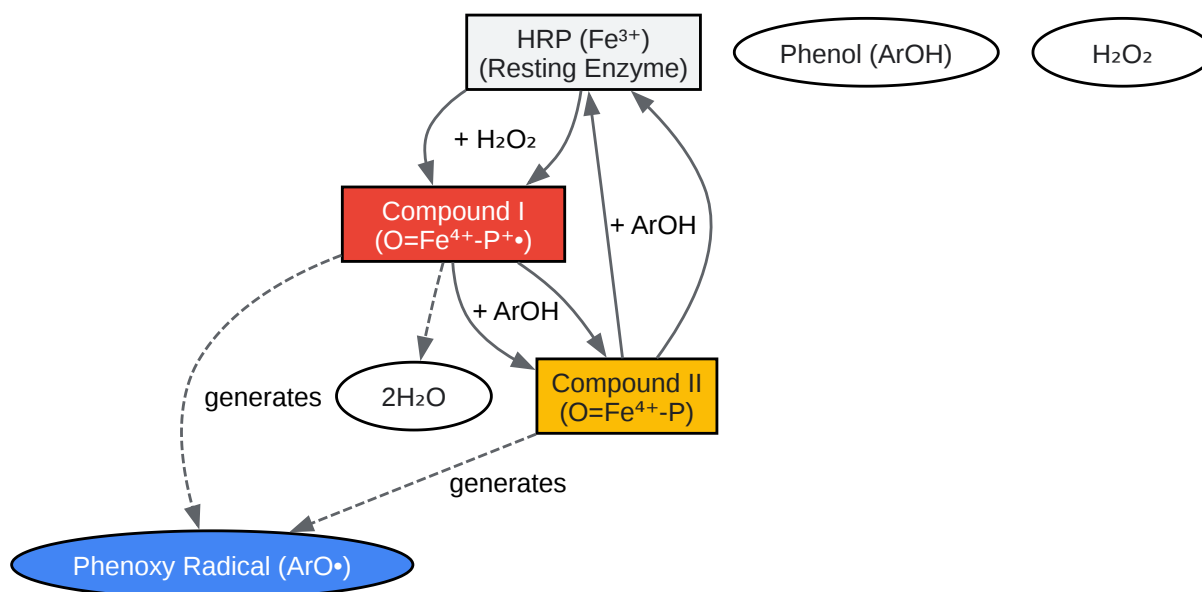 HRP (Fe³⁺)
(Resting Enzyme)
Phenol (ArOH)
H₂O₂
+ H₂O₂
Compound I
(O=Fe⁴⁺-P⁺•)
+ ArOH
+ ArOH
generates
2H₂O
Compound II
(O=Fe⁴⁺-P)
generates
Phenoxy Radical (ArO•)